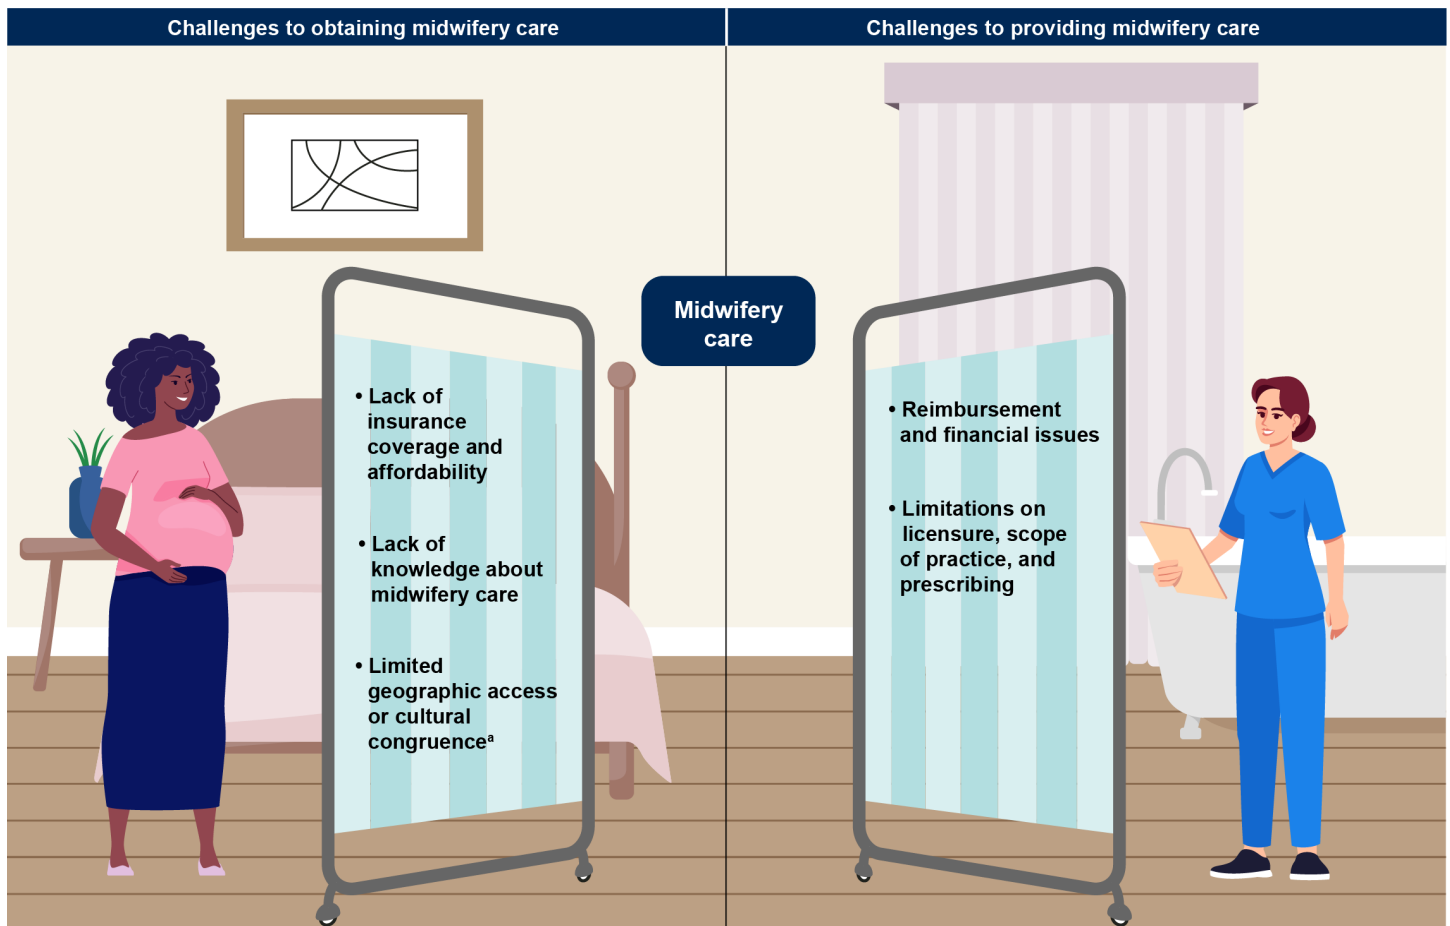 Challenges to obtaining midwifery care
Challenges to providing midwifery care
Midwifery
care
• Lack of
insurance
coverage and
affordability
• Lack of
knowledge about
midwifery care
• Limited
geographic access
or cultural
congruenceᵃ
• Reimbursement
and financial issues
• Limitations on
licensure, scope
of practice, and
prescribing